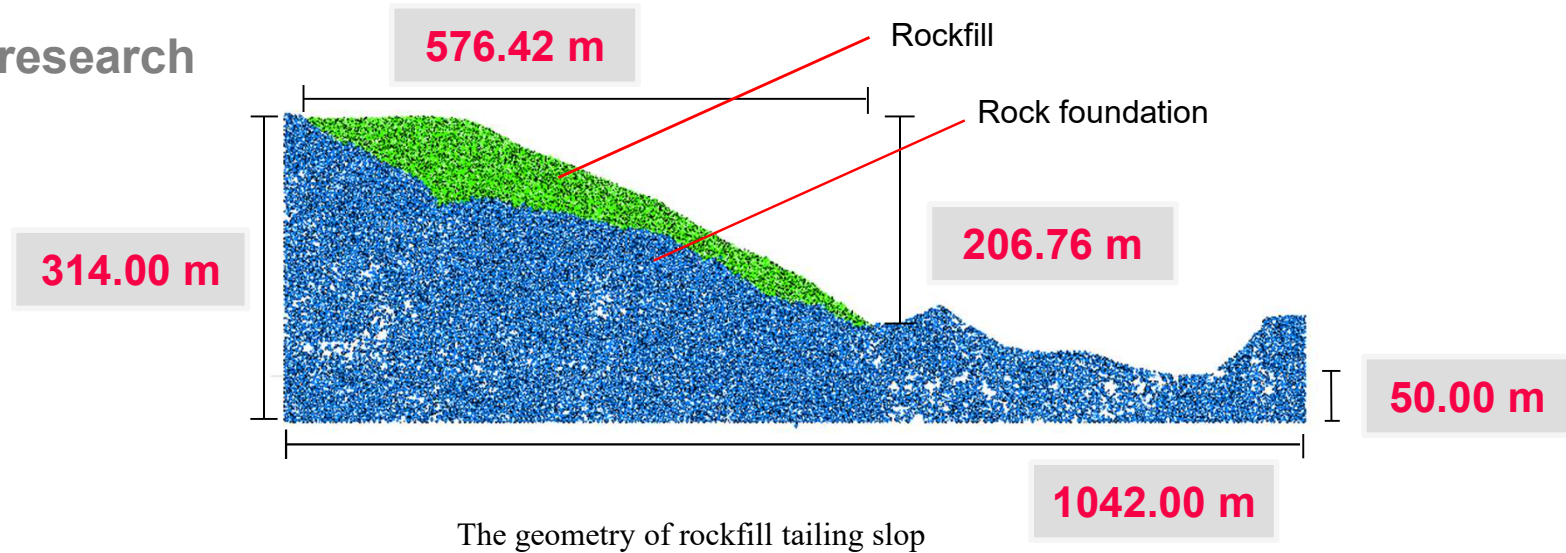 research
576.42 m
Rockfill
Rock foundation
314.00 m
206.76 m
50.00 m
1042.00 m
The geometry of rockfill tailing slop